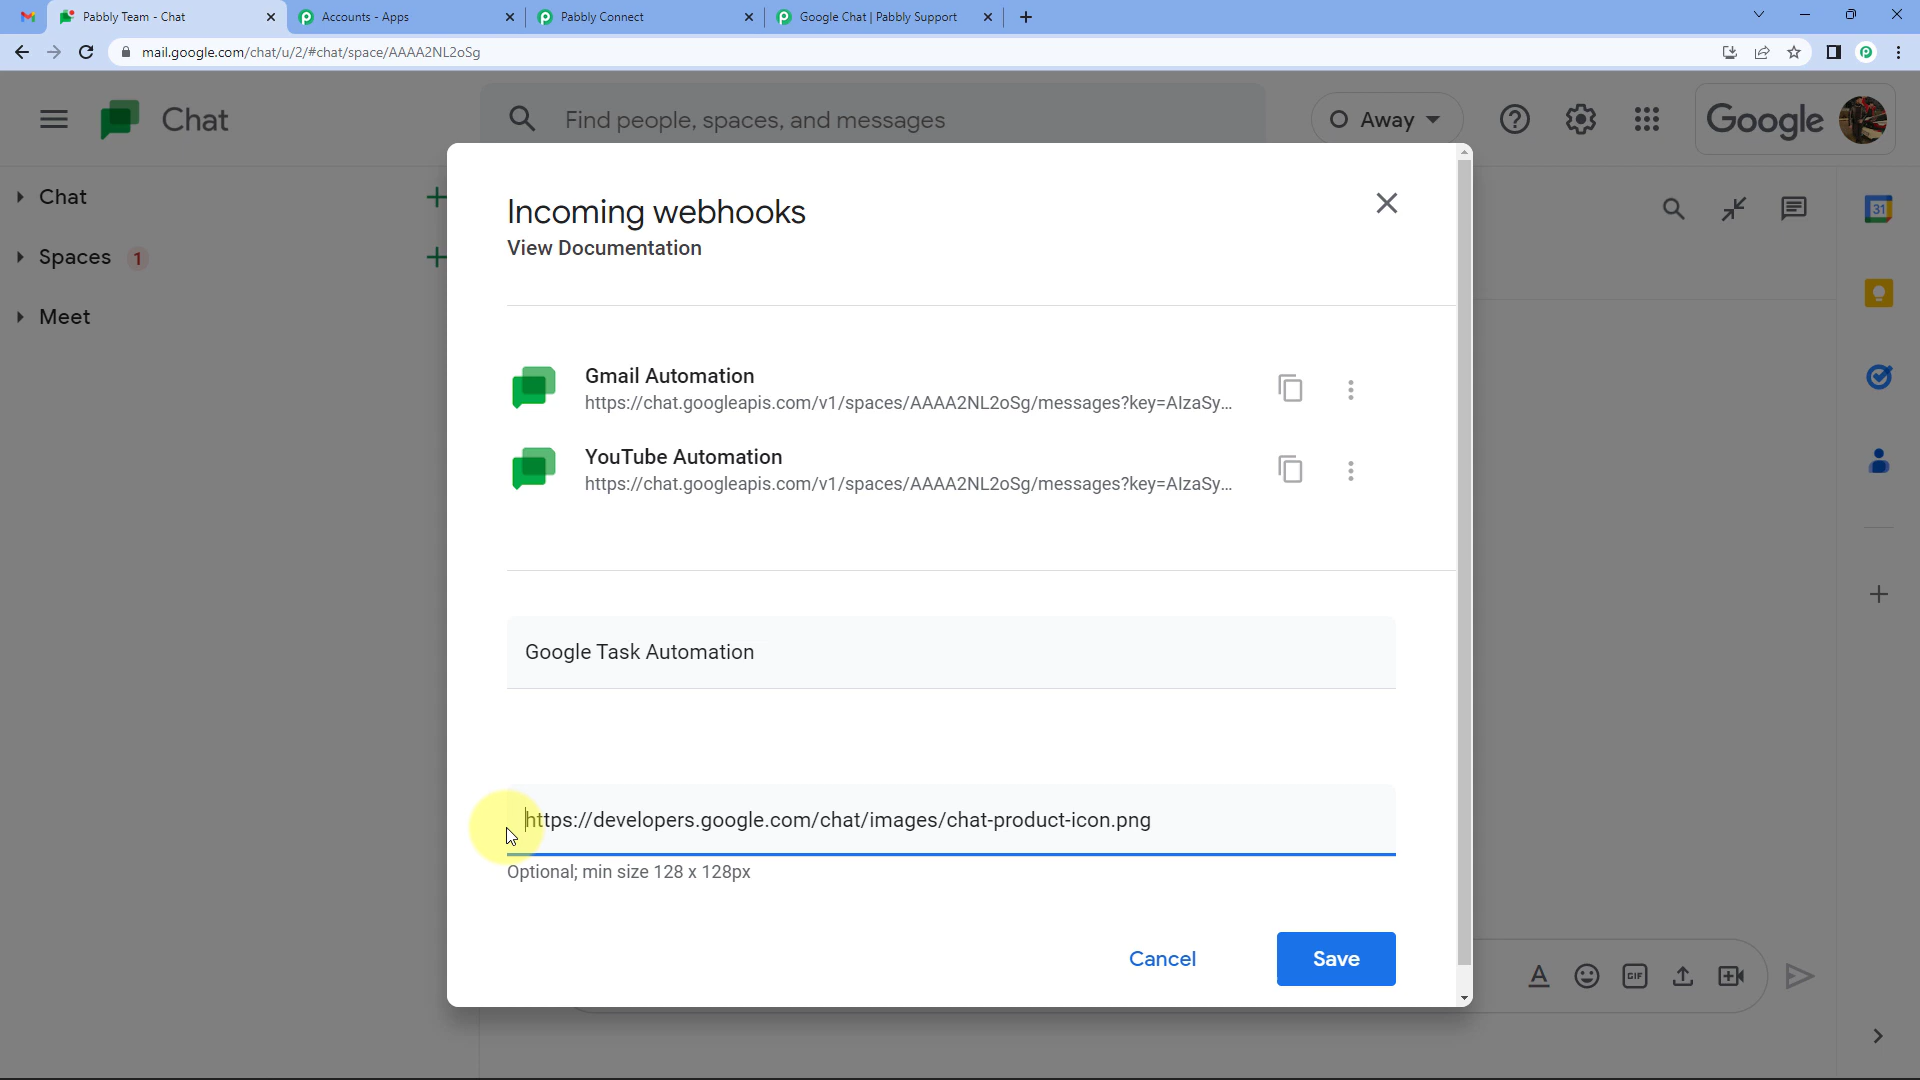 Pabbly Team - Chat
Accounts - Apps
Pabbly Connect
Google Chat | Pabbly Support
mail.google.com/chat/u/2/#chat/space/AAAA2NL2oSg
Chat
Find people, spaces, and messages
Away
Google
Chat
Spaces 1
Meet
31
Incoming webhooks
View Documentation
Gmail Automation
https://chat.googleapis.com/v1/spaces/AAAA2NL2oSg/messages?key=AIzaSy...
YouTube Automation
https://chat.googleapis.com/v1/spaces/AAAA2NL2oSg/messages?key=AIzaSy...
Google Task Automation
https://developers.google.com/chat/images/chat-product-icon.png
Optional; min size 128 x 128px
Cancel
Save
GIF